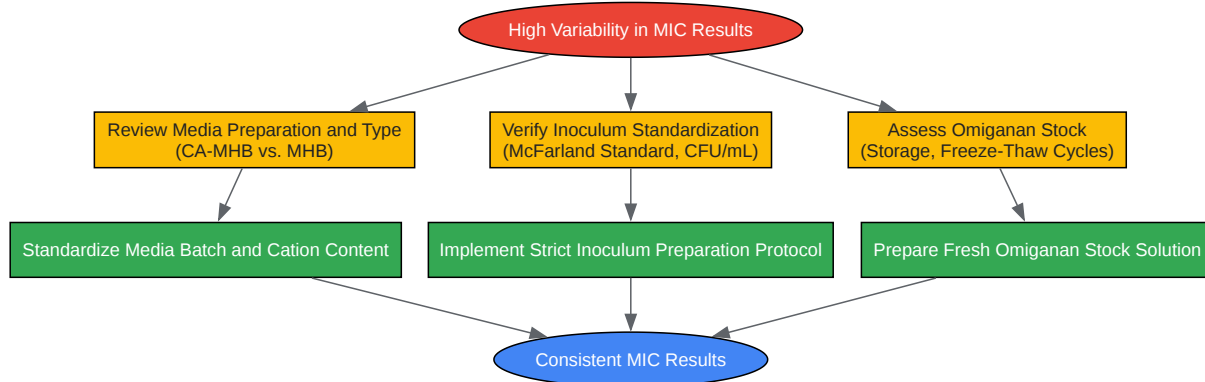 High Variability in MIC Results
Review Media Preparation and Type
(CA-MHB vs. MHB)
Verify Inoculum Standardization
(McFarland Standard, CFU/mL)
Assess Omiganan Stock
(Storage, Freeze-Thaw Cycles)
Standardize Media Batch and Cation Content
Implement Strict Inoculum Preparation Protocol
Prepare Fresh Omiganan Stock Solution
Consistent MIC Results